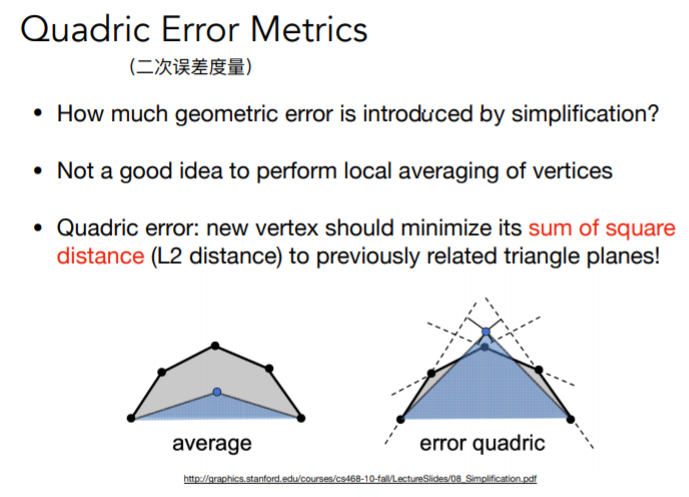 Quadric Error Metrics
(二次误差度量)
• How much geometric error is introduced by simplification?
• Not a good idea to perform local averaging of vertices
• Quadric error: new vertex should minimize its sum of square
distance (L2 distance) to previously related triangle planes!
average
error quadric
http://graphics.stanford.edu/courses/cs468-10-fall/LectureSlides/08_Simplification.pdf